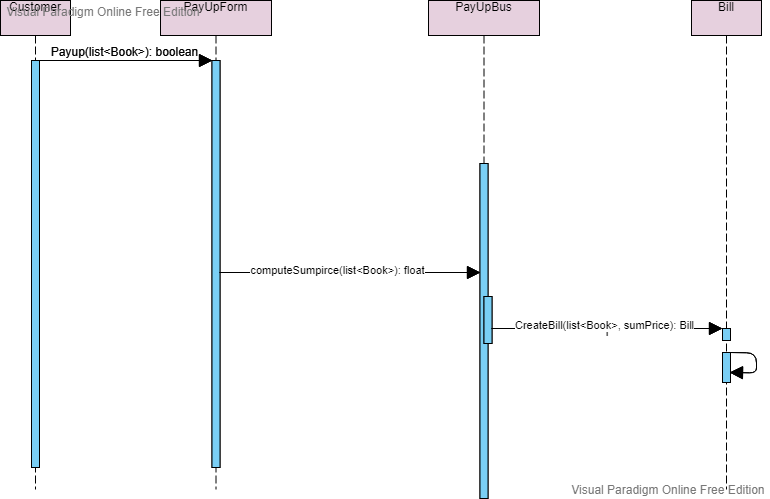 Customer
PayUpForm
PayUpBus
Bill
Visual Paradigm Online Free Edition
Payup(list<Book>): boolean
computeSumpirce(list<Book>): float
CreateBill(list<Book>, sumPrice): Bill
Visual Paradigm Online Free Edition